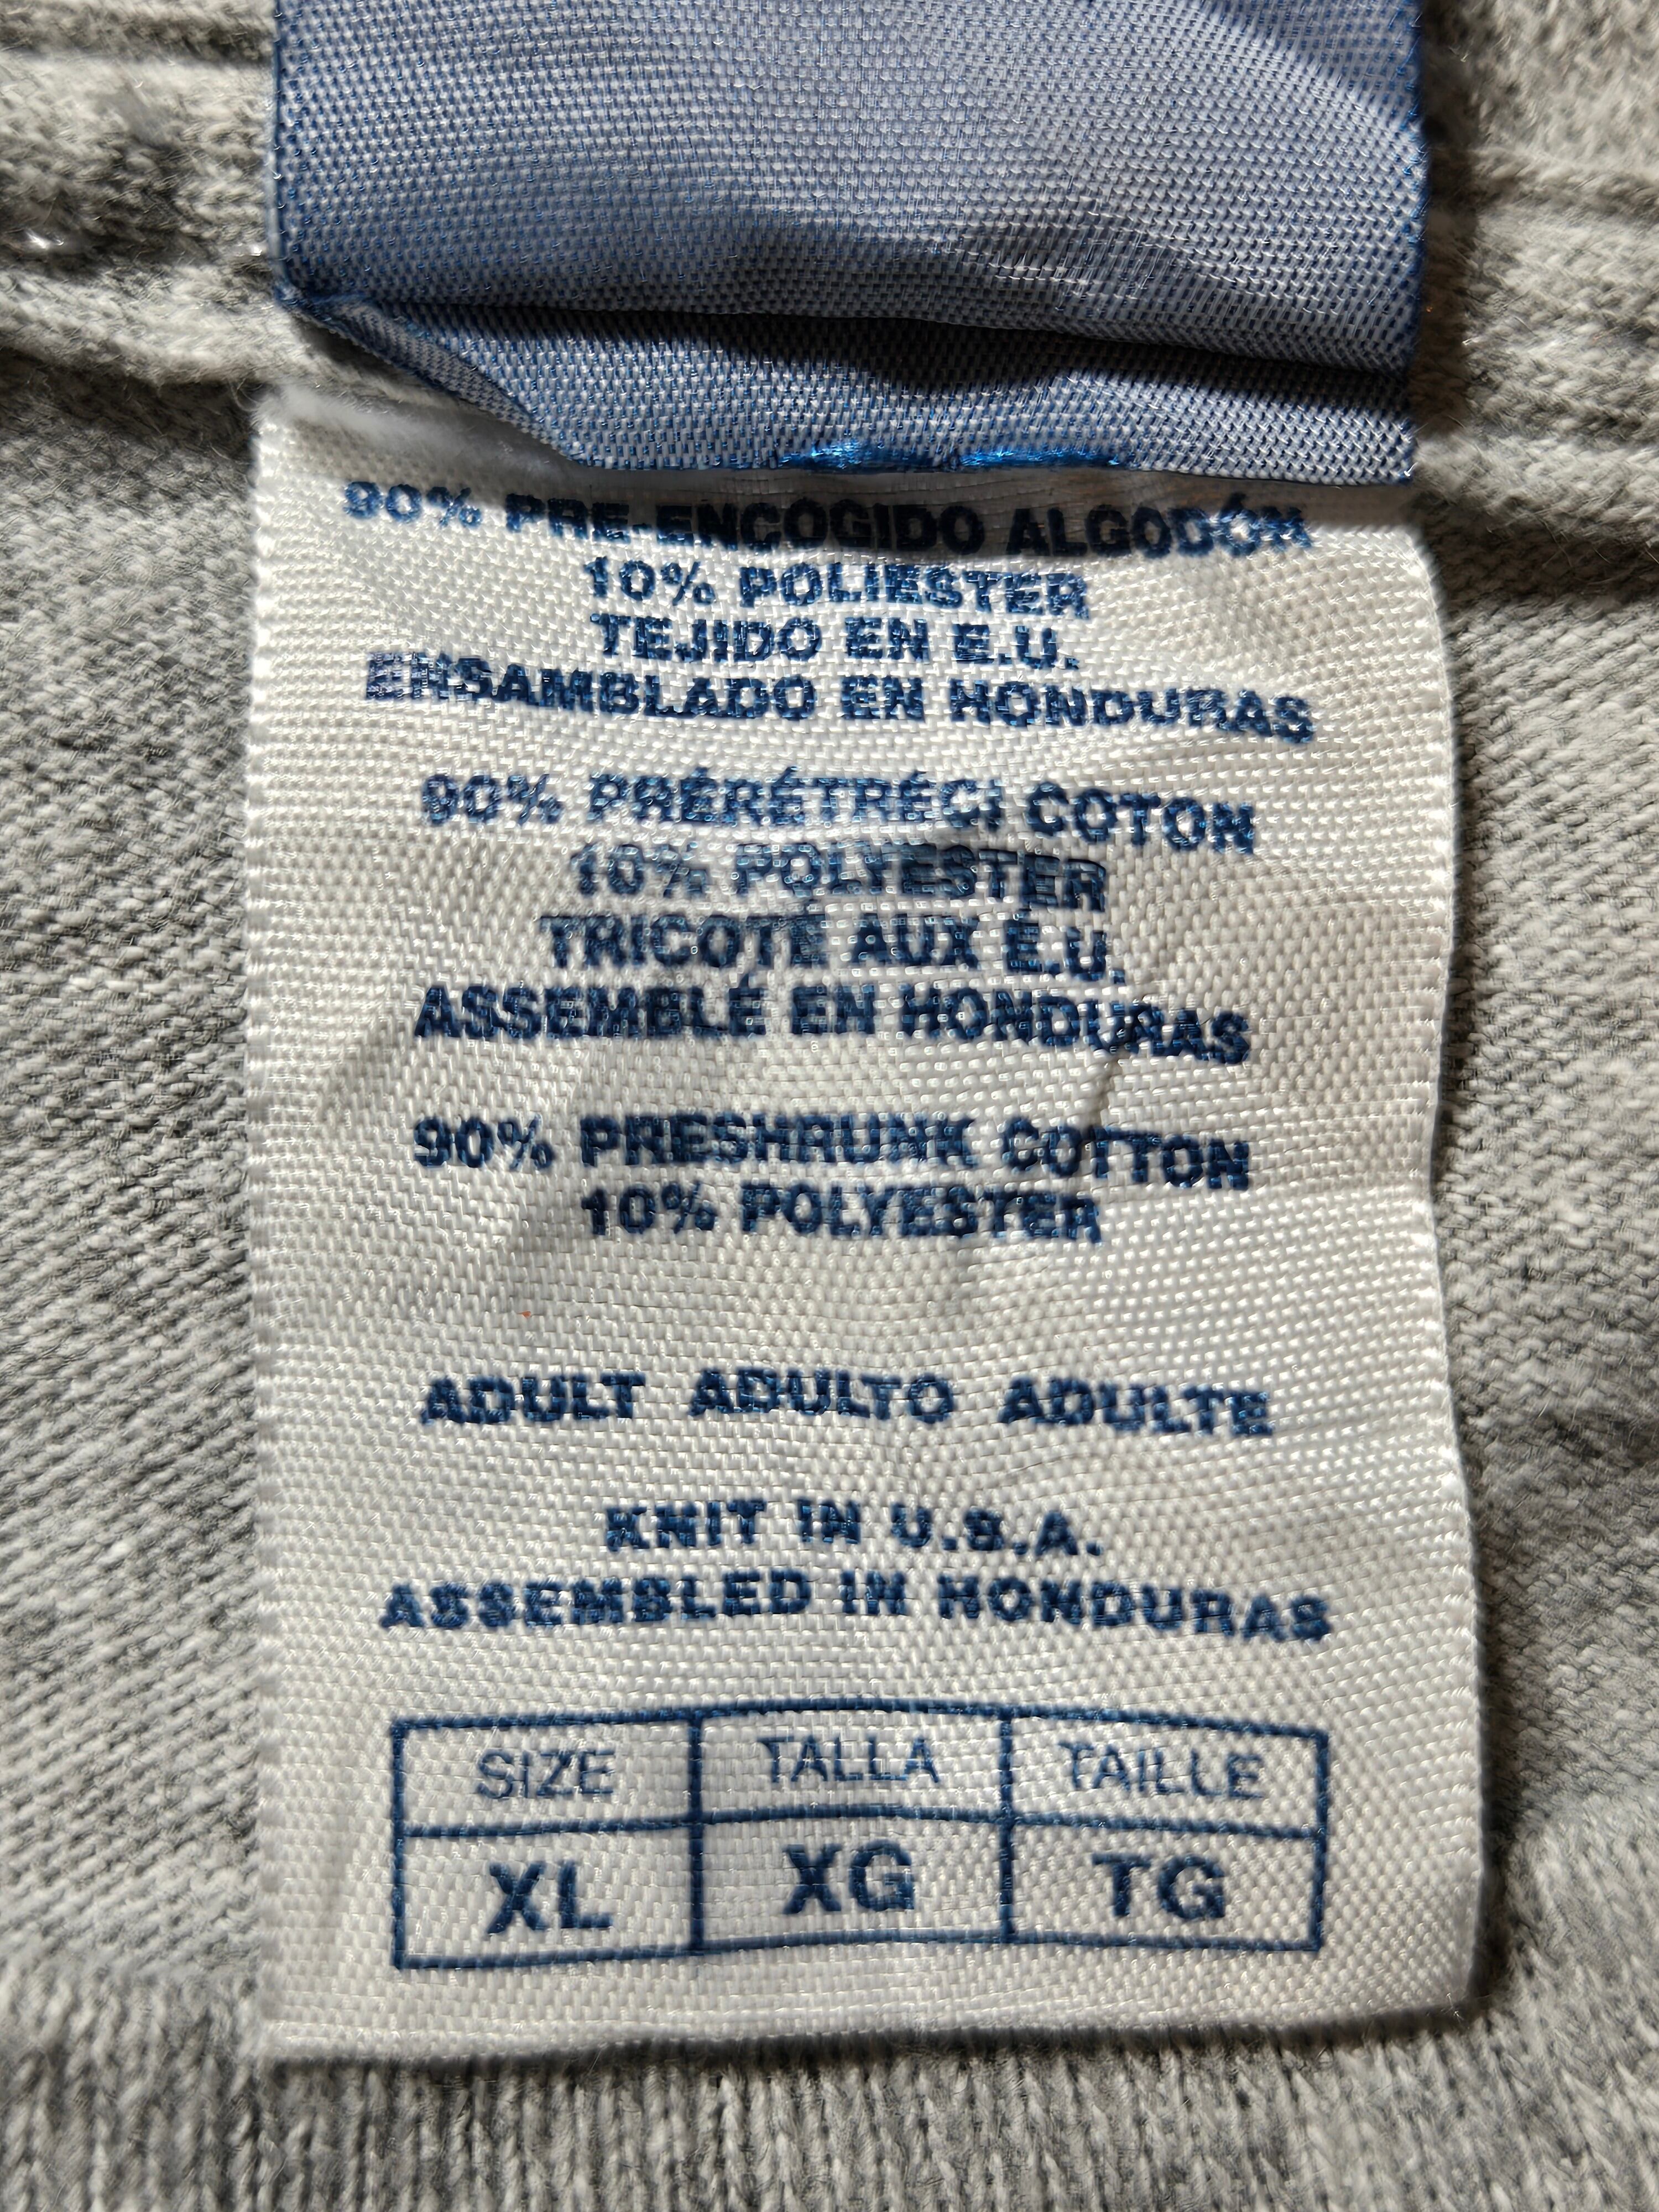 90% PRE-ENCOGIDO ALGODÓN
10% POLIESTER
TEJIDO EN E.U.
ENSAMBLADO EN HONDURAS
90% PRÉRÉTRÉCI COTON
10% POLYESTER
TRICOTÉ AUX É.U.
ASSEMBLÉ EN HONDURAS
90% PRESHRUNK COTTON
10% POLYESTER
ADULT ADULTO ADULTE
KNIT IN U.S.A.
ASSEMBLED IN HONDURAS
SIZE TALLA TAILLE
XL XG TG